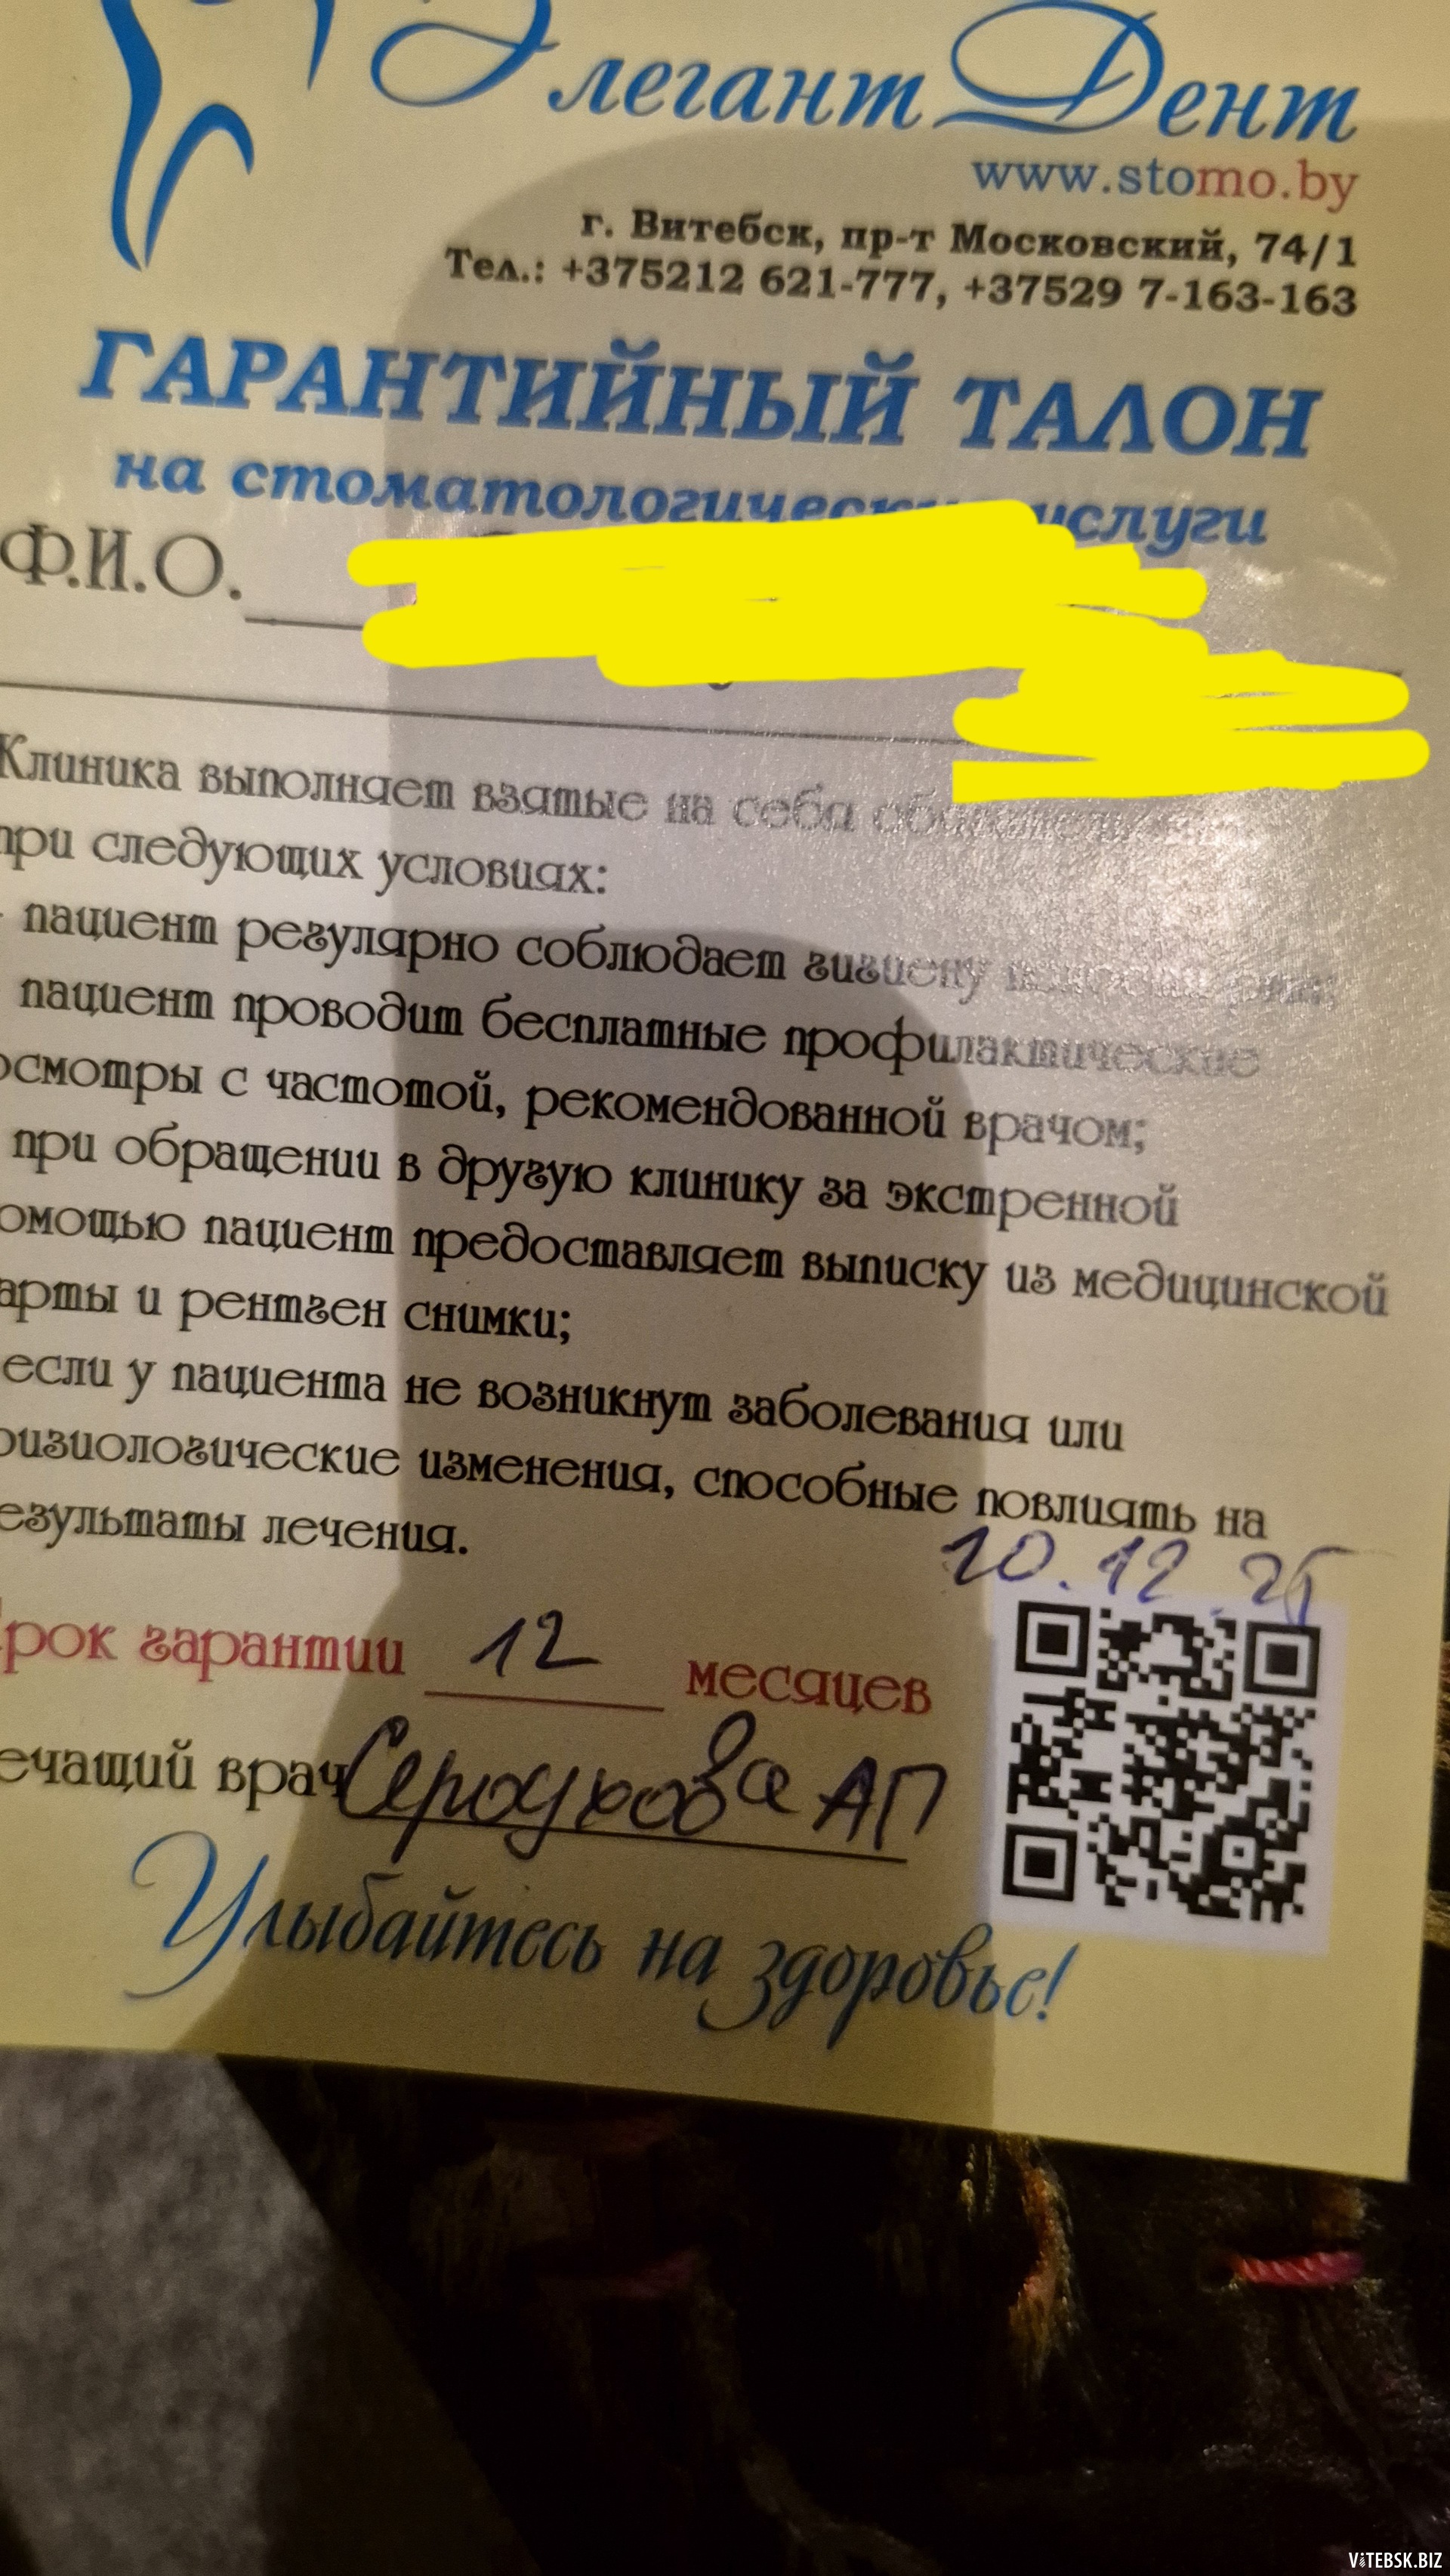 Элегант Дент
www.stomo.by
г. Витебск, пр-т Московский, 74/1
Тел.: +375212 621-777, +37529 7-163-163
ГАРАНТИЙНЫЙ ТАЛОН
на стоматологические услуги
Ф.И.О.
Клиника выполняет взятые на себя
при следующих условиях:
- пациент регулярно соблюдает гигиену
пациент проводит бесплатные профилактические
осмотры с частотой, рекомендованной врачом;
при обращении в другую клинику за экстренной
омощью пациент предоставляет выписку из медицинской
арты и рентген снимки;
если у пациента не возникнут заболевания или
физиологические изменения, способные повлиять на
езультаты лечения.
12.25
Срок гарантии 12 месяцев
ечащий врач АП
Улыбайтесь на здоровье!
ViTEBSK.BIZ